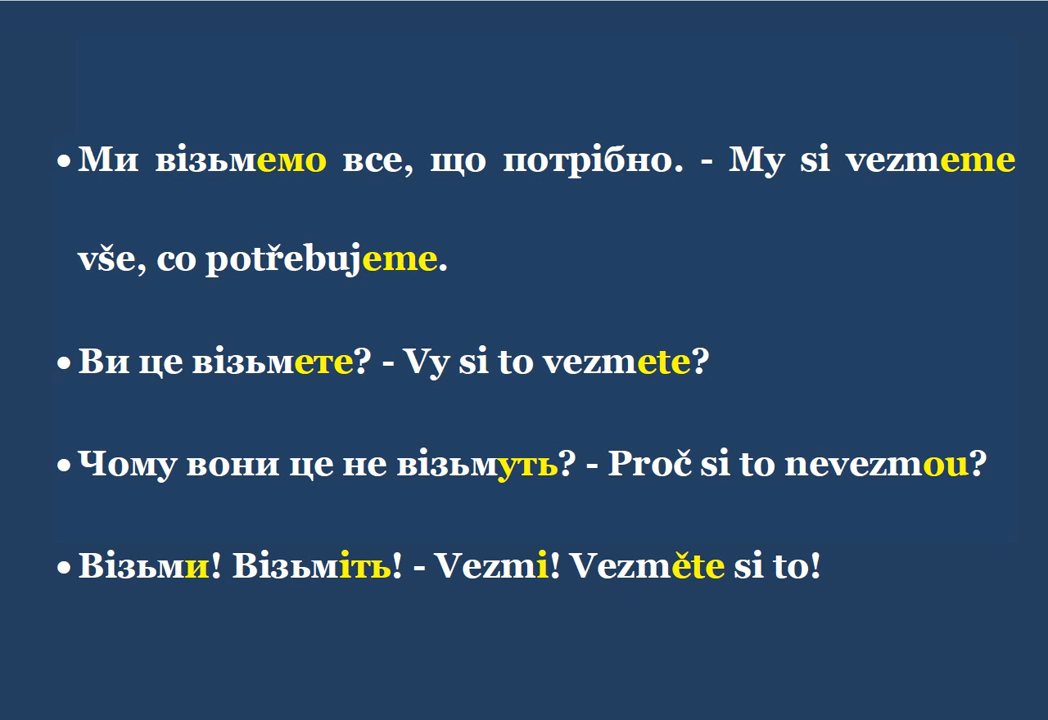 • Ми візьмемо все, що потрібно. - My si vezmeme
vše, co potřebujeme.
• Ви це візьмете? - Vy si to vezmete?
• Чому вони це не візьмуть? - Proč si to nevezmou?
• Візьми! Візьміть! - Vezmi! Vezměte si to!